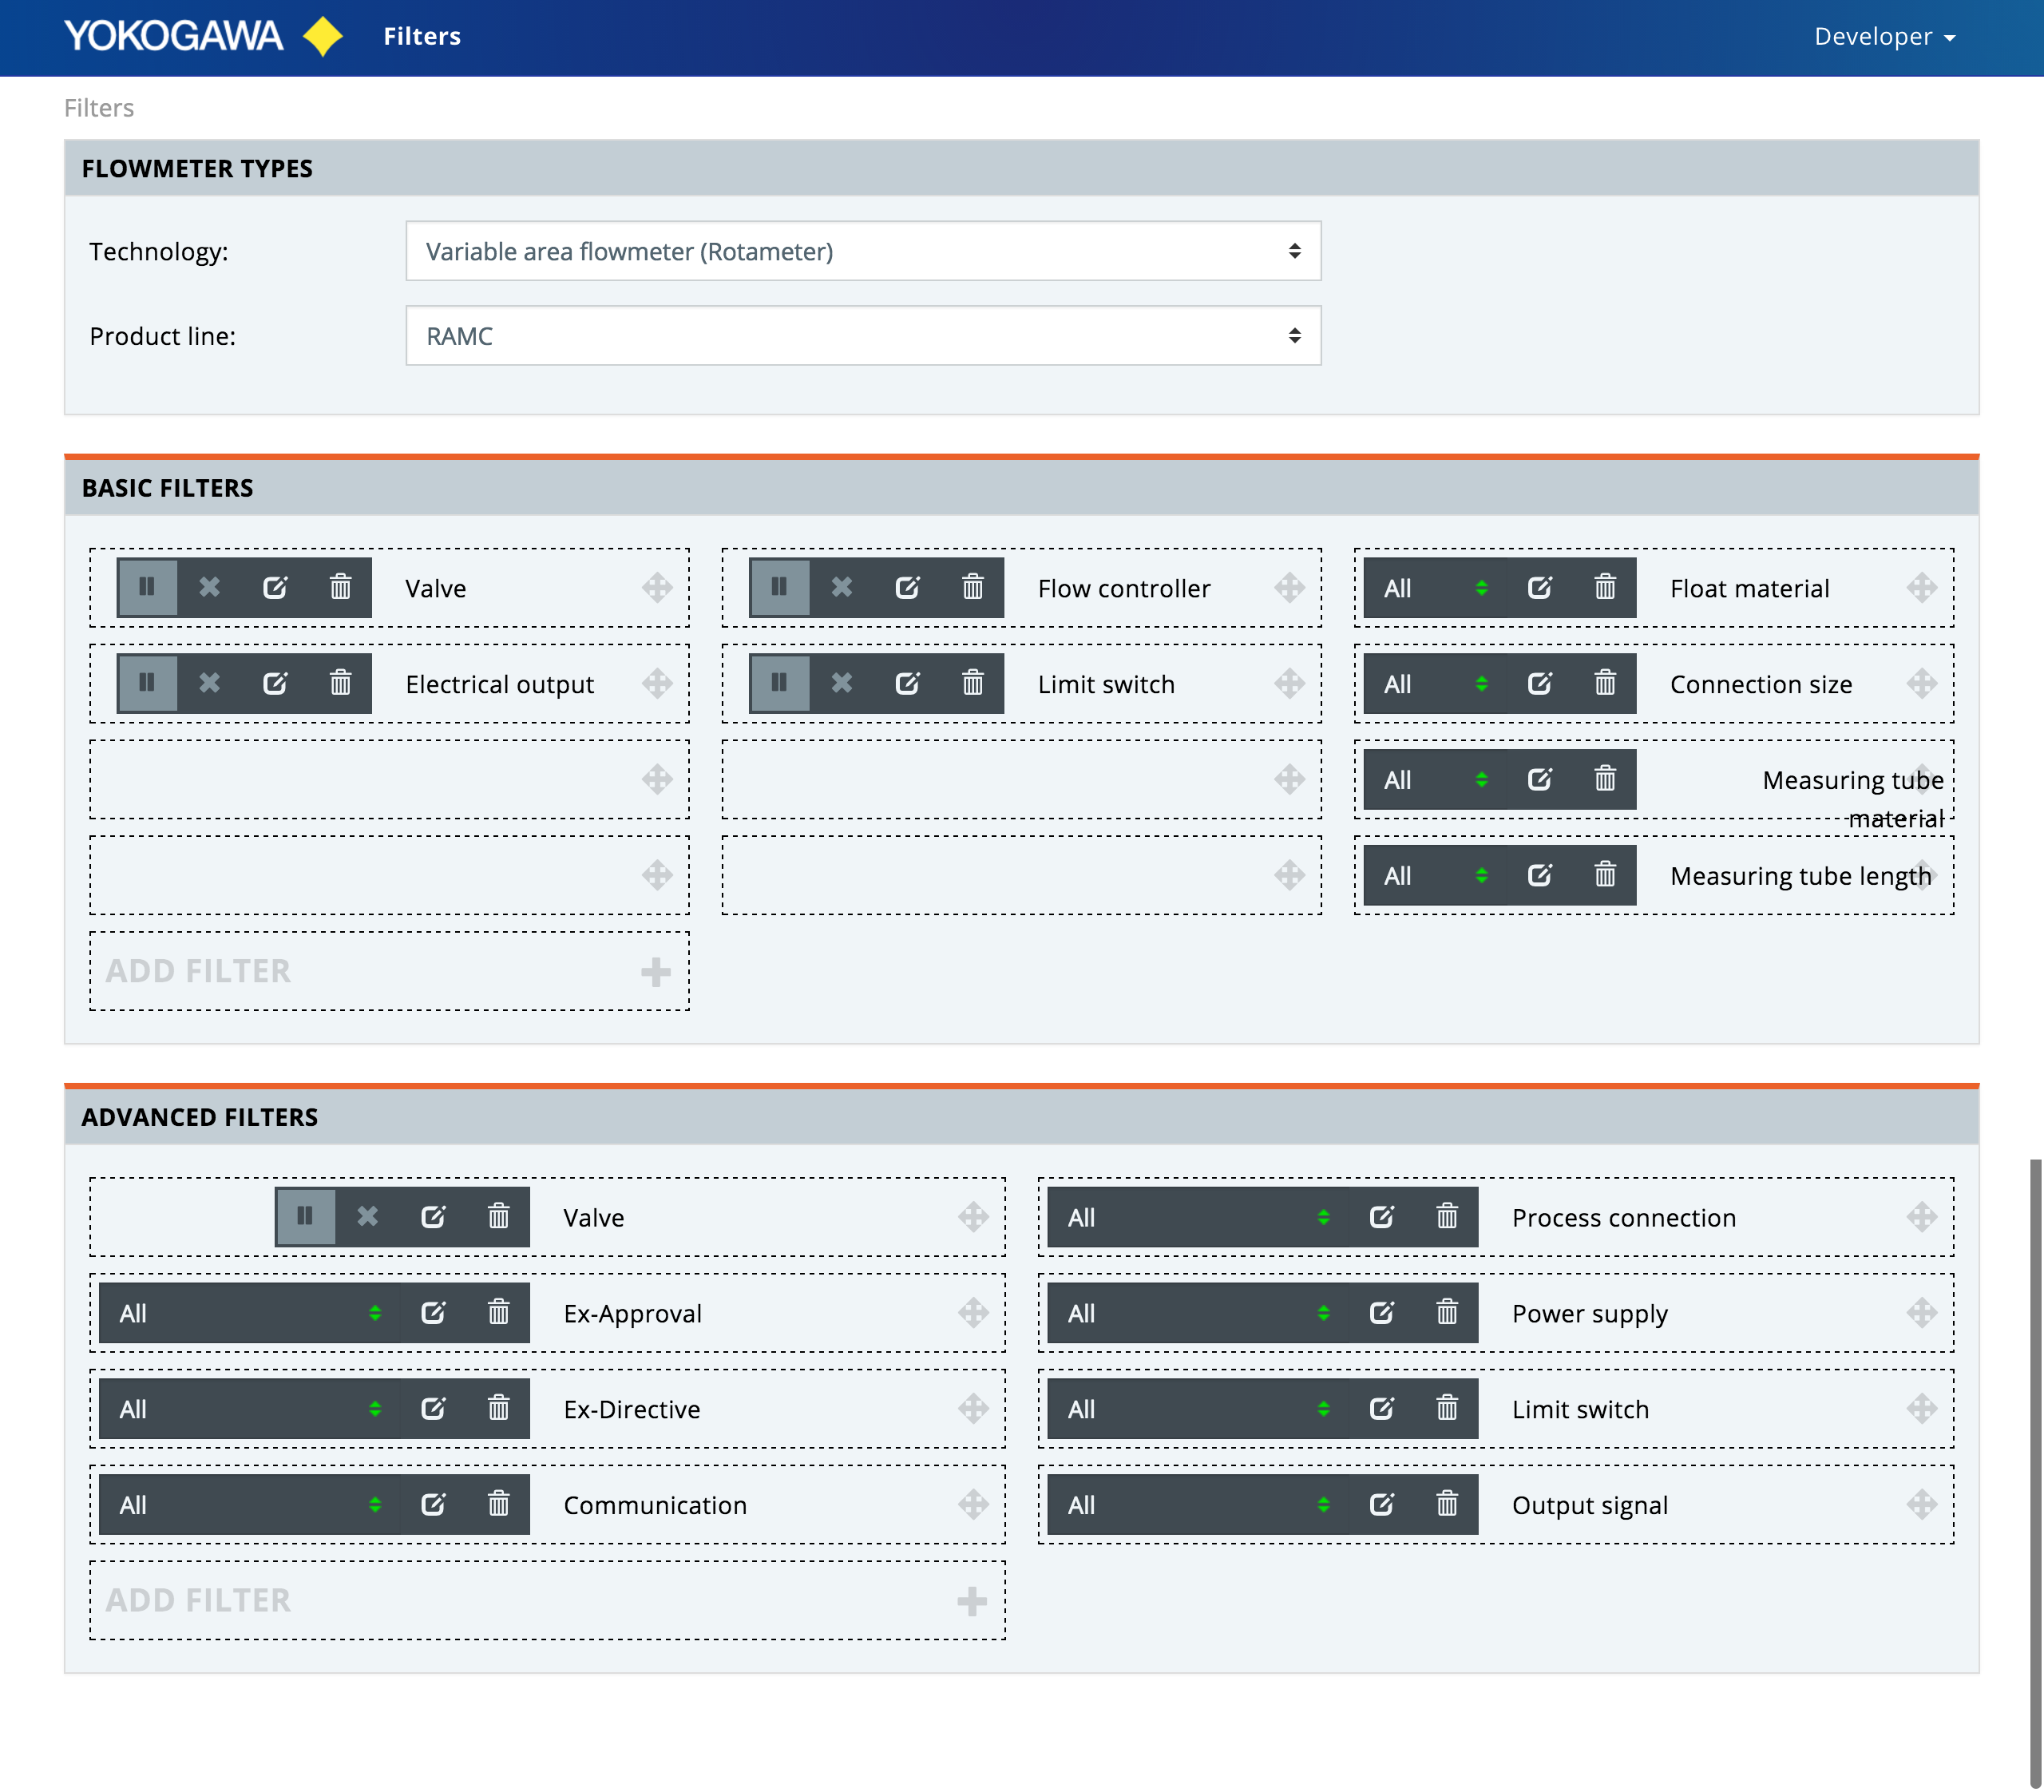 YOKOGAWA Filters Developer
Filters
FLOWMETER TYPES
Technology: Variable area flowmeter (Rotameter)
Product line: RAMC
BASIC FILTERS
Valve Flow controller All Float material
Electrical output Limit switch All Connection size
All Measuring tube
material
All Measuring tube length
ADD FILTER
ADVANCED FILTERS
Valve All Process connection
All Ex-Approval All Power supply
All Ex-Directive All Limit switch
All Communication All Output signal
ADD FILTER